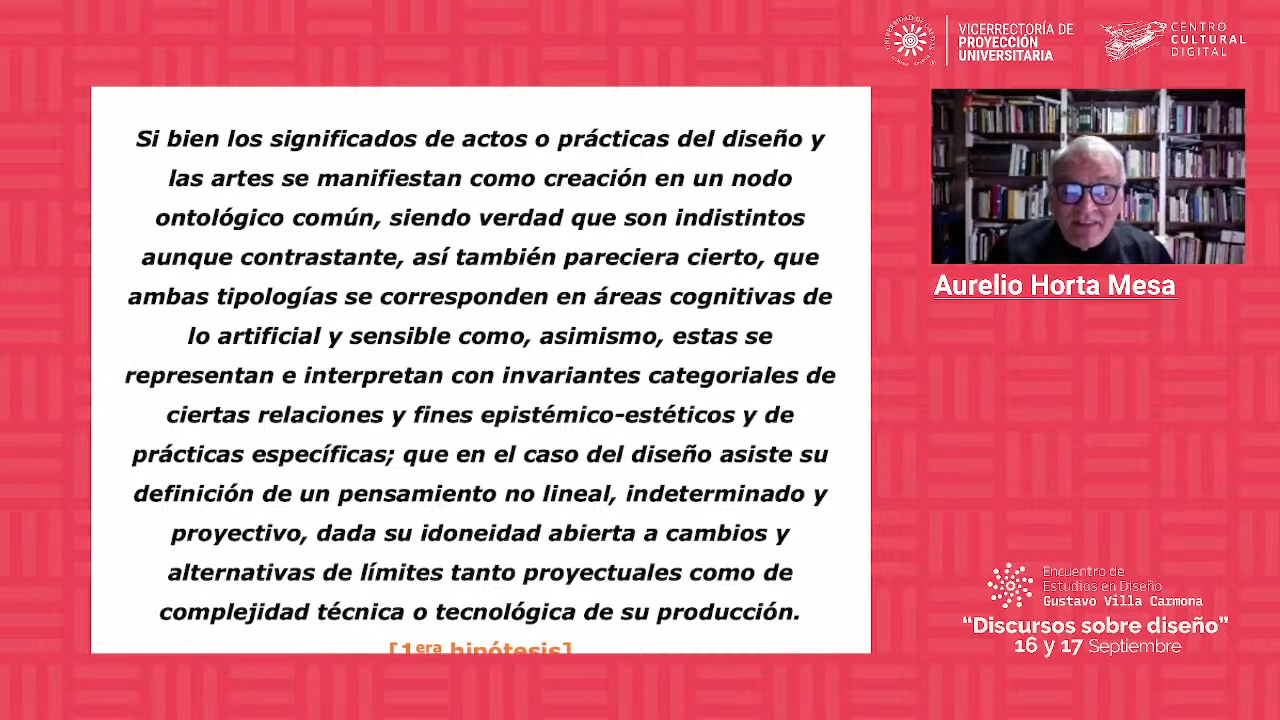 VICERRECTORÍA DE
PROYECCIÓN
UNIVERSITARIA
CENTRO
CULTURAL
DIGITAL
Si bien los significados de actos o prácticas del diseño y
las artes se manifiestan como creación en un nodo
ontológico común, siendo verdad que son indistintos
aunque contrastante, así también pareciera cierto, que
ambas tipologías se corresponden en áreas cognitivas de
lo artificial y sensible como, asimismo, estas se
representan e interpretan con invariantes categoriales de
ciertas relaciones y fines epistémico-estéticos y de
prácticas específicas; que en el caso del diseño asiste su
definición de un pensamiento no lineal, indeterminado y
proyectivo, dada su idoneidad abierta a cambios y
alternativas de límites tanto proyectuales como de
complejidad técnica o tecnológica de su producción.
[1era hipótesis]
Aurelio Horta Mesa
Encuentro de
Estudios en Diseño
Gustavo Villa Carmona
“Discursos sobre diseño”
16 y 17 Septiembre